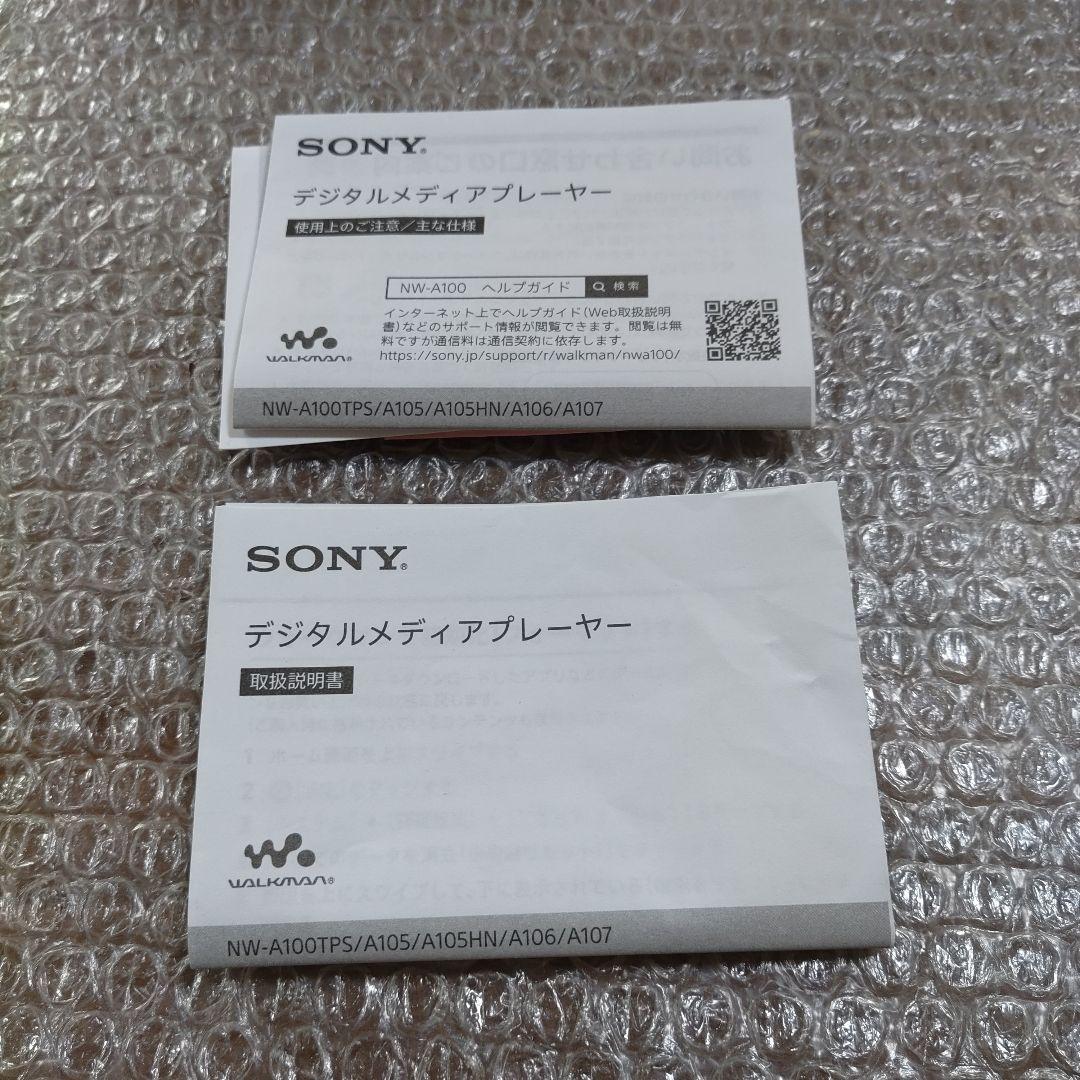 SONY®
デジタルメディアプレーヤー
使用上のご注意／主な仕様
NW-A100 ヘルプガイド 検索
インターネット上でヘルプガイド（Web取扱説明
書）などのサポート情報が閲覧できます。閲覧は無
料ですが通信料は通信契約に依存します。
https://sony.jp/support/r/walkman/nwa100/
WALKMAN®
NW-A100TPS/A105/A105HN/A106/A107
SONY®
デジタルメディアプレーヤー
取扱説明書
WALKMAN®
NW-A100TPS/A105/A105HN/A106/A107